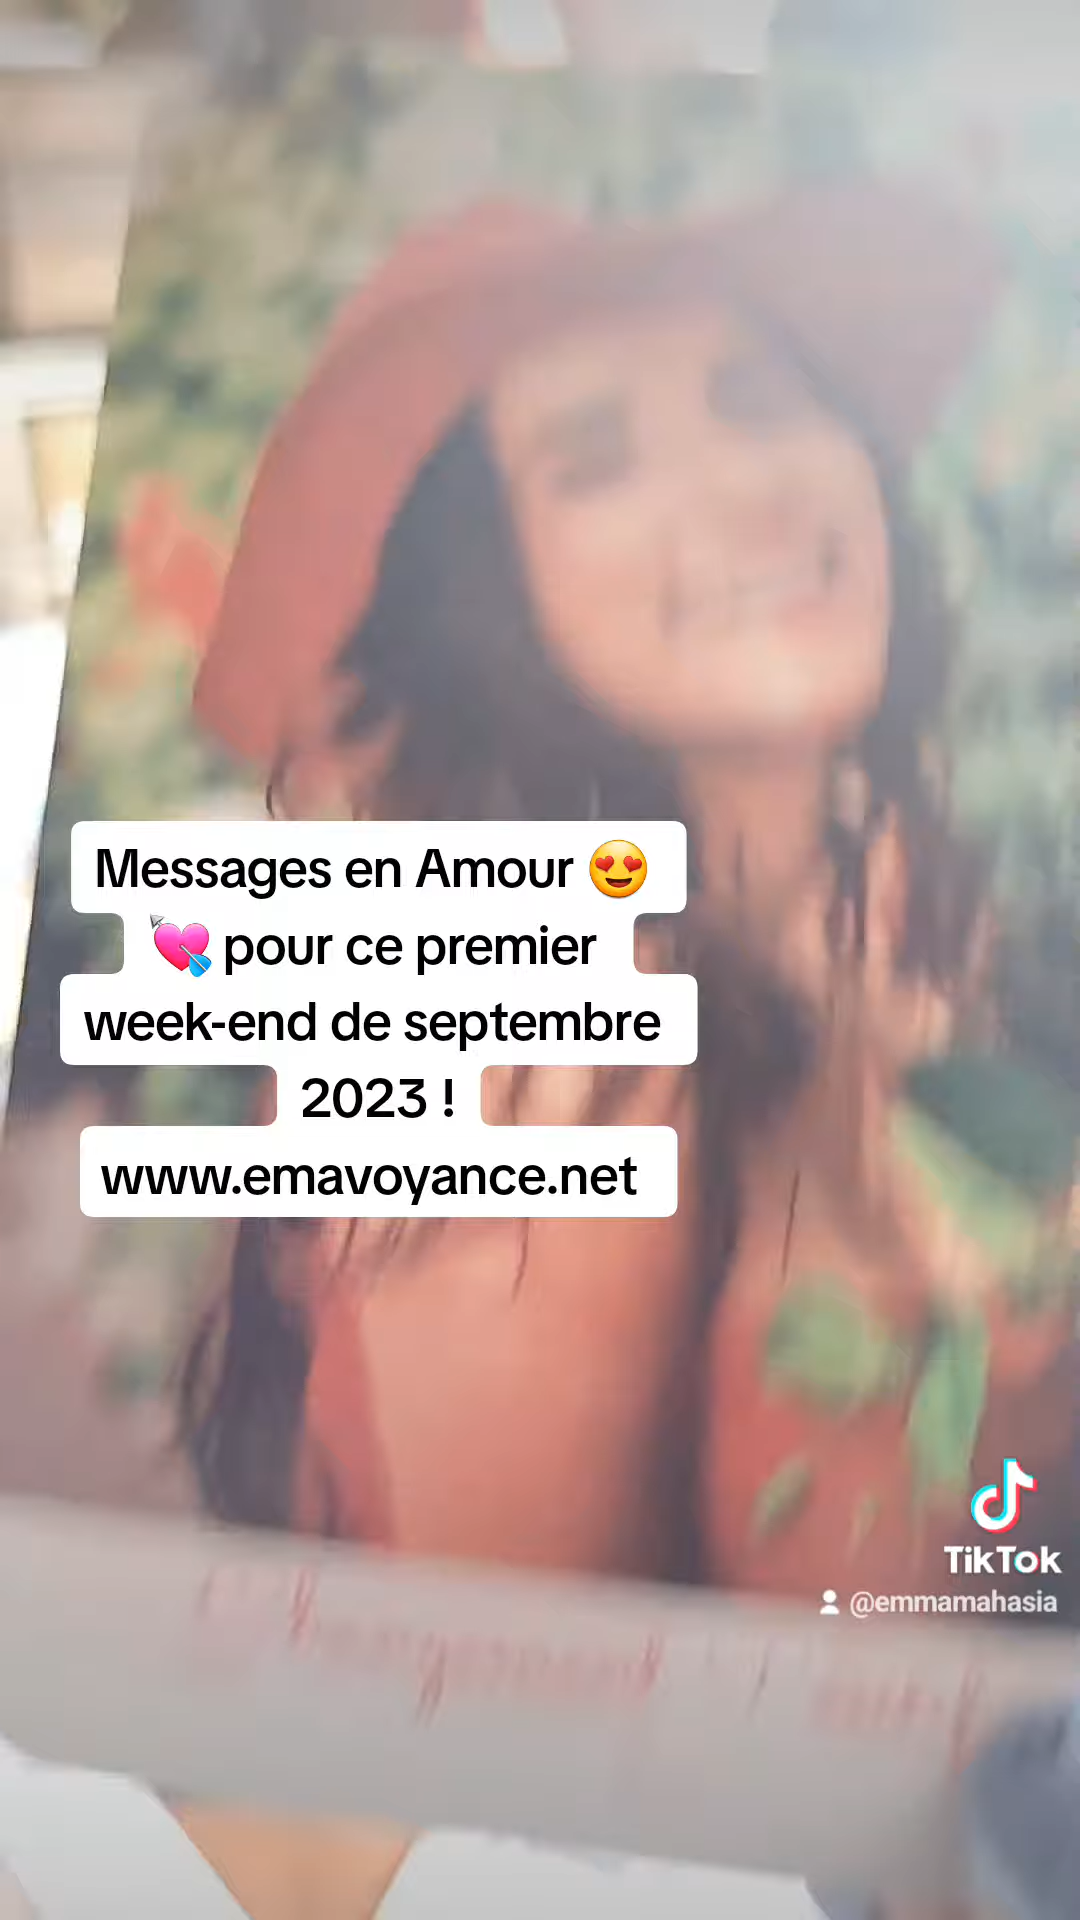 Messages en Amour 😍
💘 pour ce premier
week-end de septembre
2023 !
www.emavoyance.net
TikTok
@emmamahasia